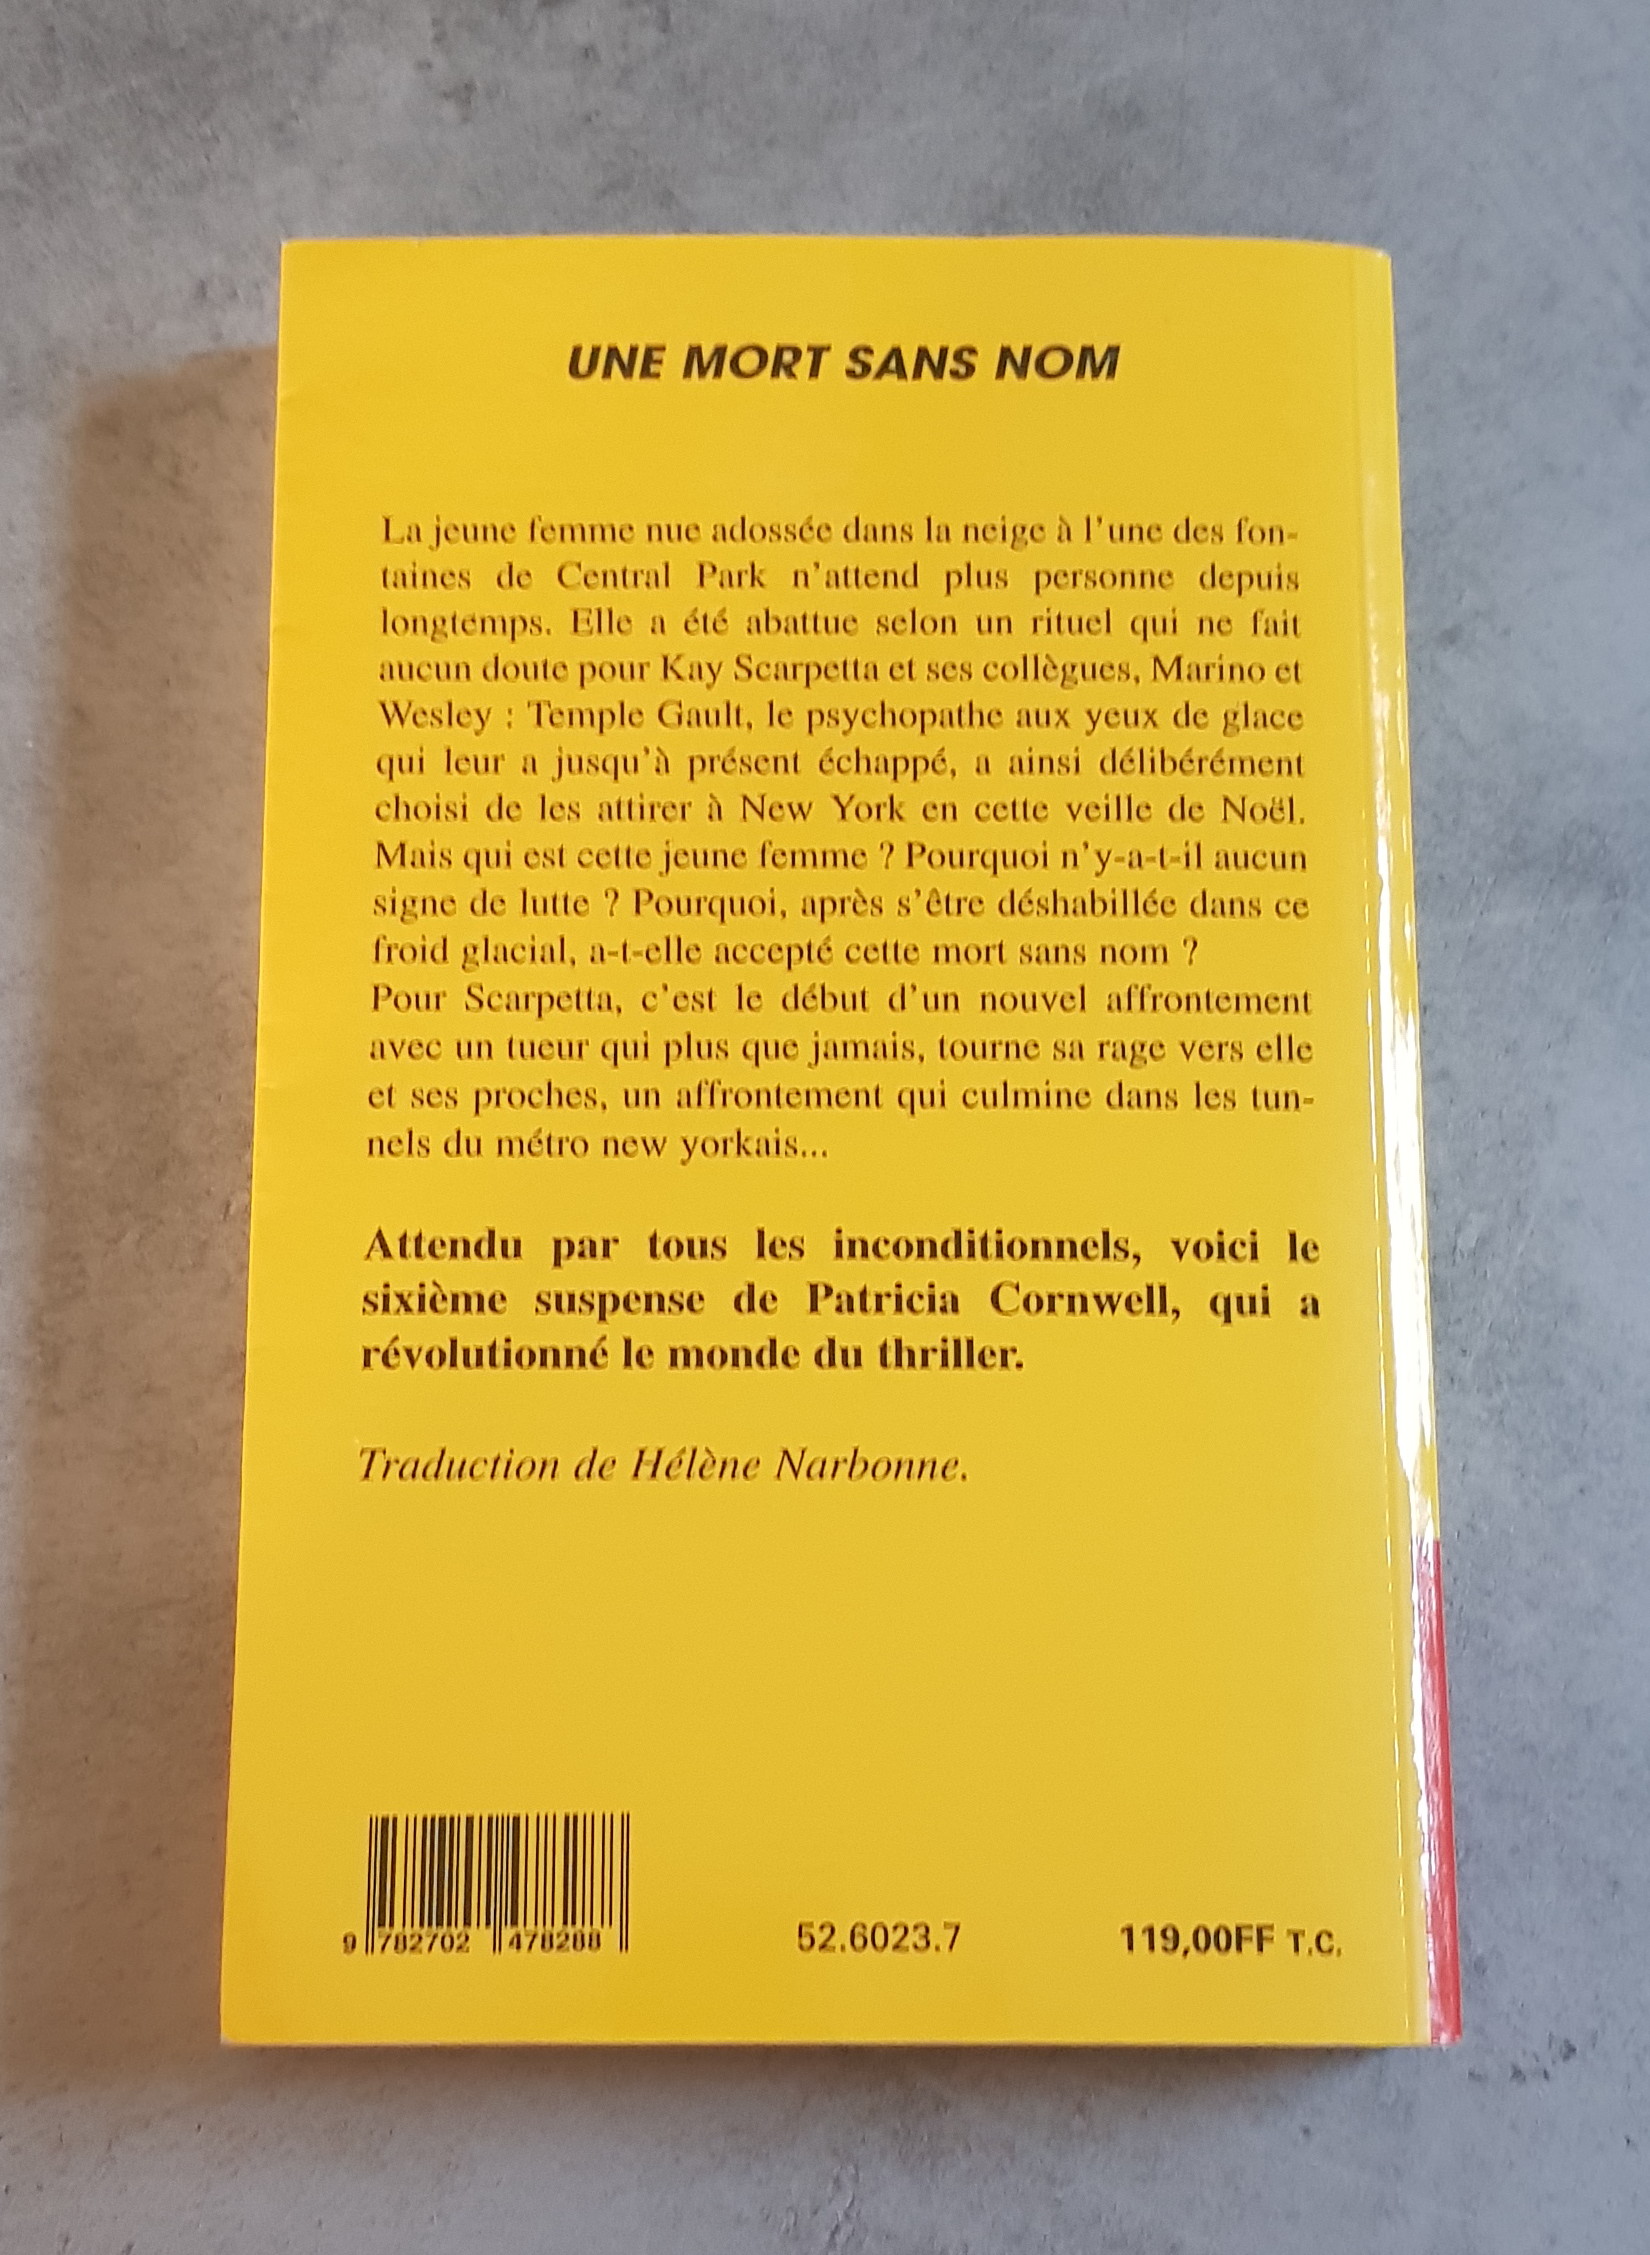 UNE MORT SANS NOM
La jeune femme nue adossée dans la neige à l'une des fon-
taines de Central Park n'attend plus personne depuis
longtemps. Elle a été abattue selon un rituel qui ne fait
aucun doute pour Kay Scarpetta et ses collègues, Marino et
Wesley : Temple Gault, le psychopathe aux yeux de glace
qui leur a jusqu'à présent échappé, a ainsi délibérément
choisi de les attirer à New York en cette veille de Noël.
Mais qui est cette jeune femme ? Pourquoi n'y-a-t-il aucun
signe de lutte ? Pourquoi, après s'être déshabillée dans ce
froid glacial, a-t-elle accepté cette mort sans nom ?
Pour Scarpetta, c'est le début d'un nouvel affrontement
avec un tueur qui plus que jamais, tourne sa rage vers elle
et ses proches, un affrontement qui culmine dans les tun-
nels du métro new yorkais...
Attendu par tous les inconditionnels, voici le
sixième suspense de Patricia Cornwell, qui a
révolutionné le monde du thriller.
Traduction de Hélène Narbonne.
9 782702 478288
52.6023.7
119,00FF T.C.